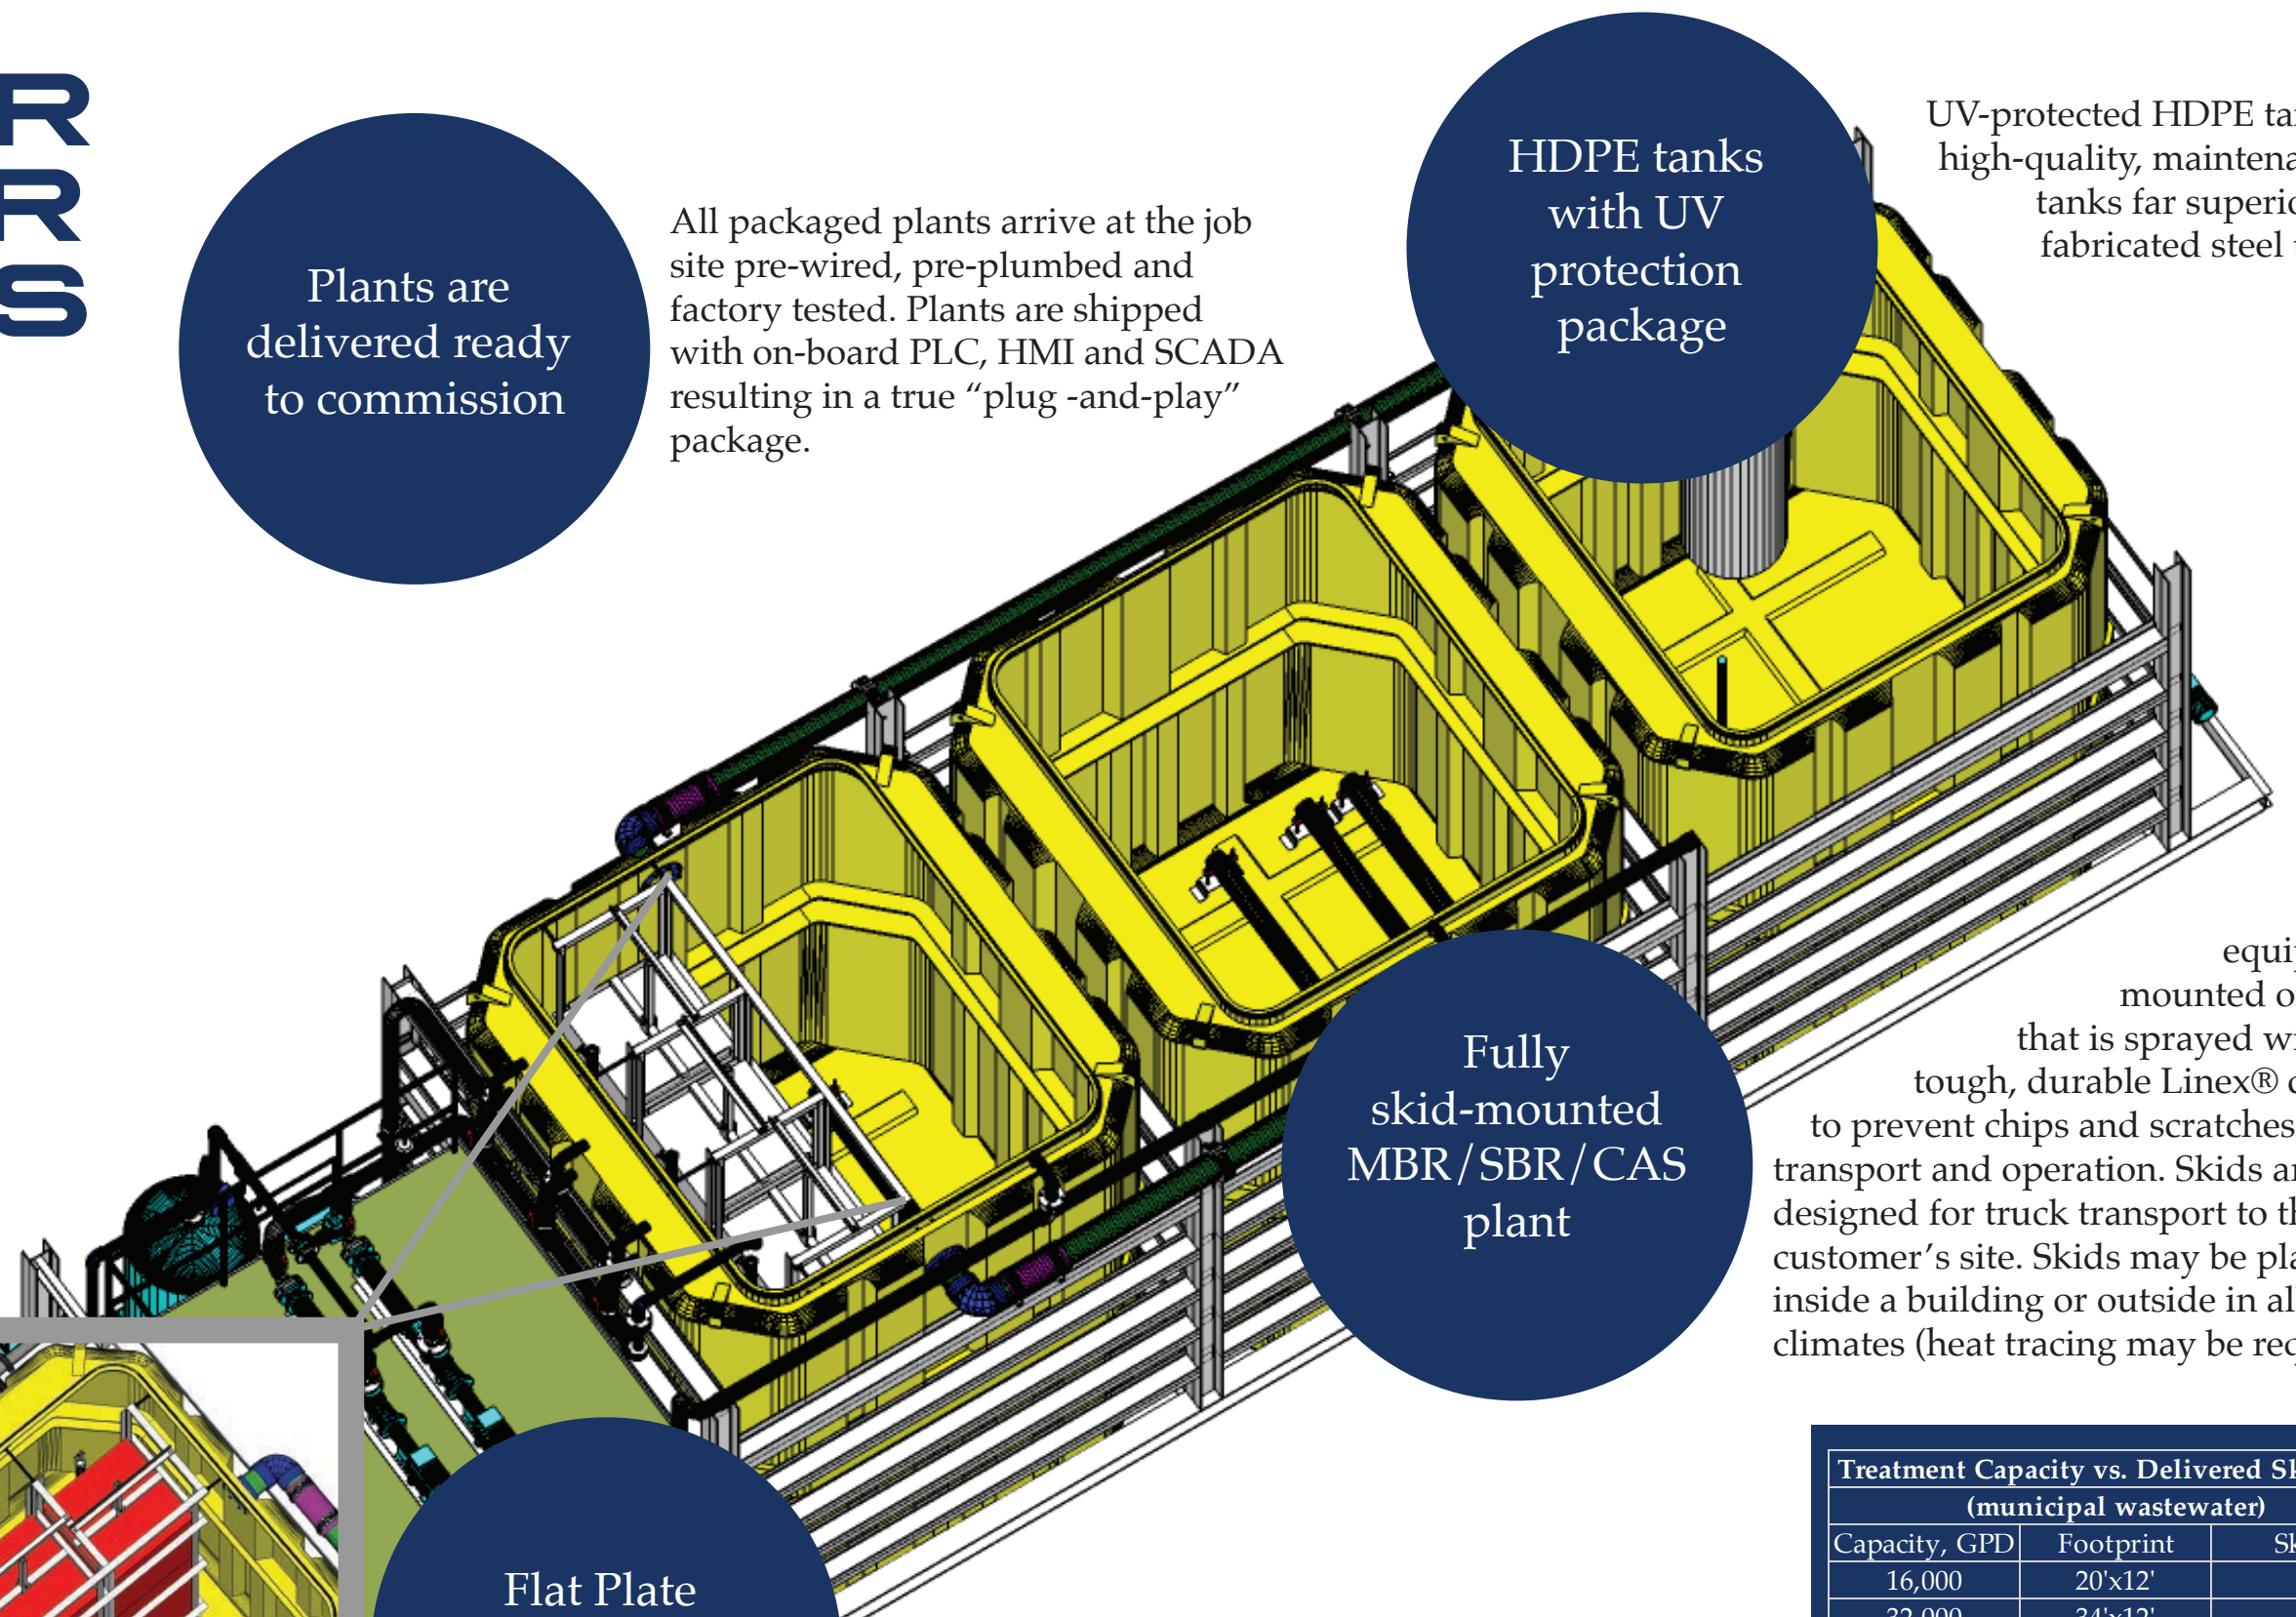 R
R
S
Plants are
delivered ready
to commission
All packaged plants arrive at the job
site pre-wired, pre-plumbed and
factory tested. Plants are shipped
with on-board PLC, HMI and SCADA
resulting in a true “plug -and-play”
package.
HDPE tanks
with UV
protection
package
UV-protected HDPE
high-quality,
tanks far
fabricated steel
Fully
skid-mounted
MBR/SBR/CAS
plant
mounted
that is sprayed
tough, durable Linex®
to prevent chips and scratches
transport and operation. Skids
designed for truck transport to
customer’s site. Skids may be
inside a building or outside in
climates (heat tracing may be
Flat Plate
Treatment Capacity vs. Delivered
(municipal wastewater)
Capacity, GPD Footprint
16,000 20'x12'
32,000 34'x12'